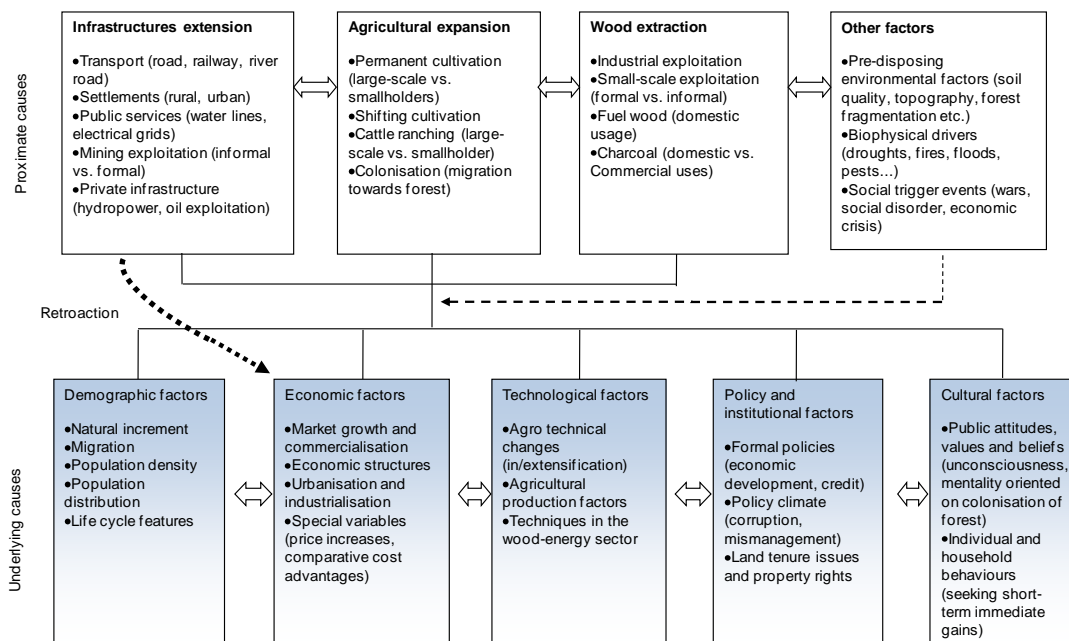 Proximate causes
Infrastructures extension
●Transport (road, railway, river
road)
●Settlements (rural, urban)
●Public services (water lines,
electrical grids)
●Mining exploitation (informal
vs. formal)
●Private infrastructure
(hydropower, oil exploitation)
Agricultural expansion
●Permanent cultivation
(large-scale vs.
smallholders)
●Shifting cultivation
●Cattle ranching (large-
scale vs. smallholder)
●Colonisation (migration
towards forest)
Wood extraction
●Industrial exploitation
●Small-scale exploitation
(formal vs. informal)
●Fuel wood (domestic
usage)
●Charcoal (domestic vs.
Commercial uses)
Other factors
●Pre-disposing
environmental factors (soil
quality, topography, forest
fragmentation etc.)
●Biophysical drivers
(droughts, fires, floods,
pests...)
●Social trigger events (wars,
social disorder, economic
crisis)
Retroaction
Underlying causes
Demographic factors
●Natural increment
●Migration
●Population density
●Population
distribution
●Life cycle features
Economic factors
●Market growth and
commercialisation
●Economic structures
●Urbanisation and
industrialisation
●Special variables
(price increases,
comparative cost
advantages)
Technological factors
●Agro technical
changes
(in/extensification)
●Agricultural
production factors
●Techniques in the
wood-energy sector
Policy and
institutional factors
●Formal policies
(economic
development, credit)
●Policy climate
(corruption,
mismanagement)
●Land tenure issues
and property rights
Cultural factors
●Public attitudes,
values and beliefs
(unconsciousness,
mentality oriented
on colonisation of
forest)
●Individual and
household
behaviours
(seeking short-
term immediate
gains)